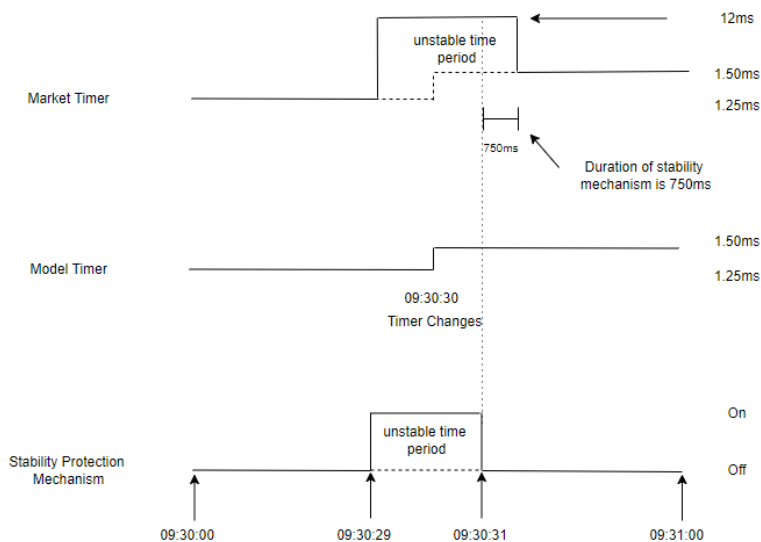 12ms
unstable time
period
1.50ms
Market Timer
1.25ms
750ms
Duration of stability
mechanism is 750ms
1.50ms
Model Timer
1.25ms
09:30:30
Timer Changes
On
unstable time
period
Stability Protection
Mechanism
Off
09:30:00
09:30:29
09:30:31
09:31:00